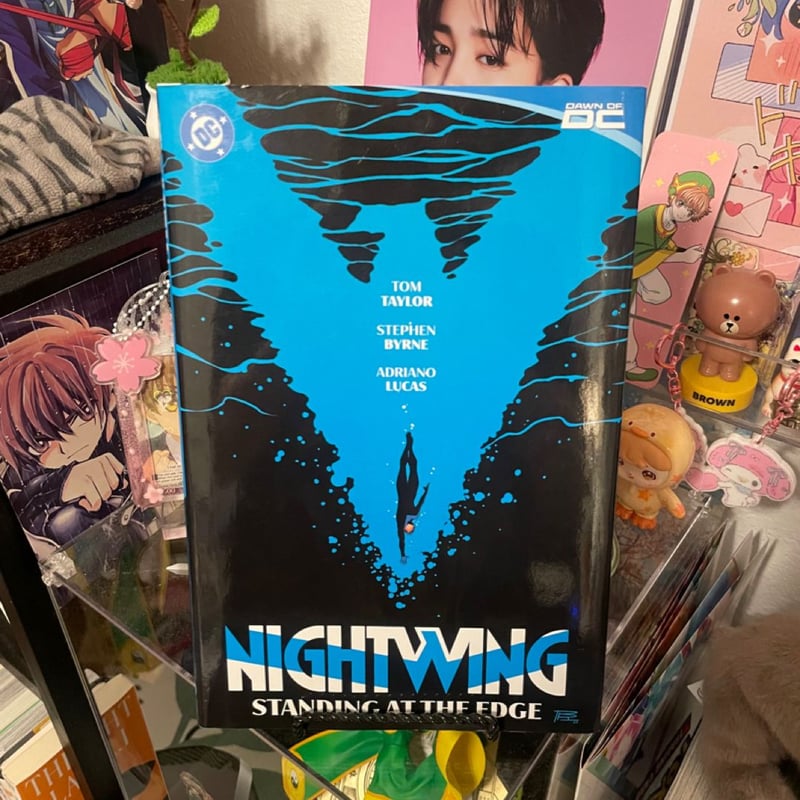 DC
DAWN OF
DC
TOM
TAYLOR
STEPHEN
BYRNE
ADRIANO
LUCAS
NIGHTWING
STANDING AT THE EDGE
BROWN